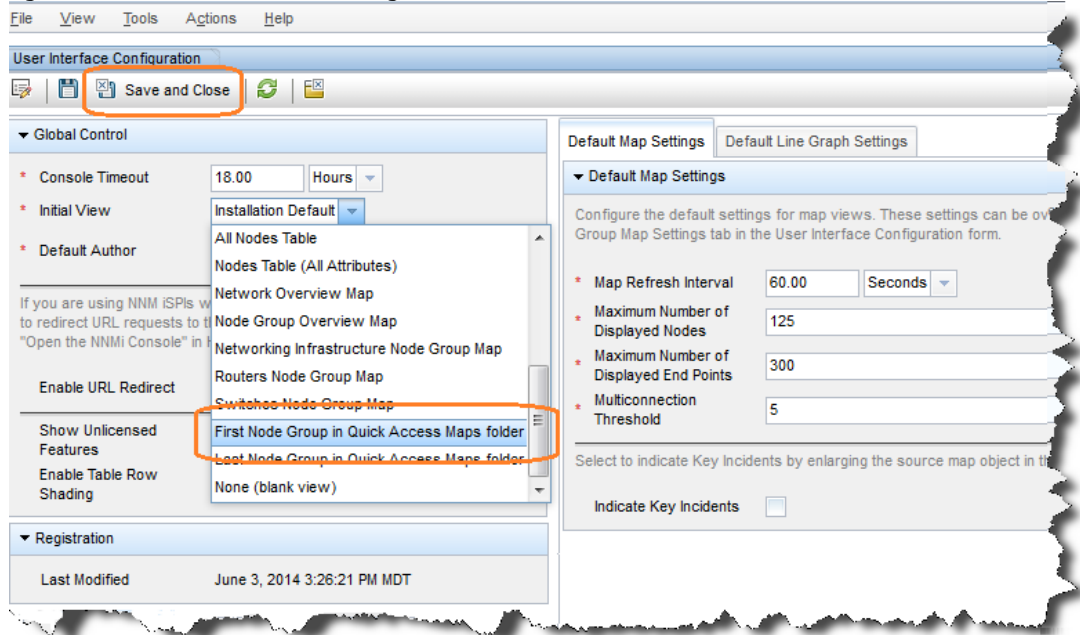 File View Tools Actions Help
User Interface Configuration
Save and Close
Global Control
* Console Timeout 18.00 Hours
* Initial View Installation Default
* Default Author
All Nodes Table
Nodes Table (All Attributes)
Network Overview Map
Node Group Overview Map
Networking Infrastructure Node Group Map
Routers Node Group Map
Switches Node Group Map
First Node Group in Quick Access Maps folder
Last Node Group in Quick Access Maps folder
None (blank view)
If you are using NNM iSPIs w
to redirect URL requests to t
"Open the NNMi Console" in
Enable URL Redirect
Show Unlicensed
Features
Enable Table Row
Shading
Registration
Last Modified June 3, 2014 3:26:21 PM MDT
Default Map Settings Default Line Graph Settings
Default Map Settings
Configure the default settings for map views. These settings can be ov
Group Map Settings tab in the User Interface Configuration form.
* Map Refresh Interval 60.00 Seconds
* Maximum Number of
Displayed Nodes 125
* Maximum Number of
Displayed End Points 300
* Multiconnection
Threshold 5
Select to indicate Key Incidents by enlarging the source map object in
Indicate Key Incidents